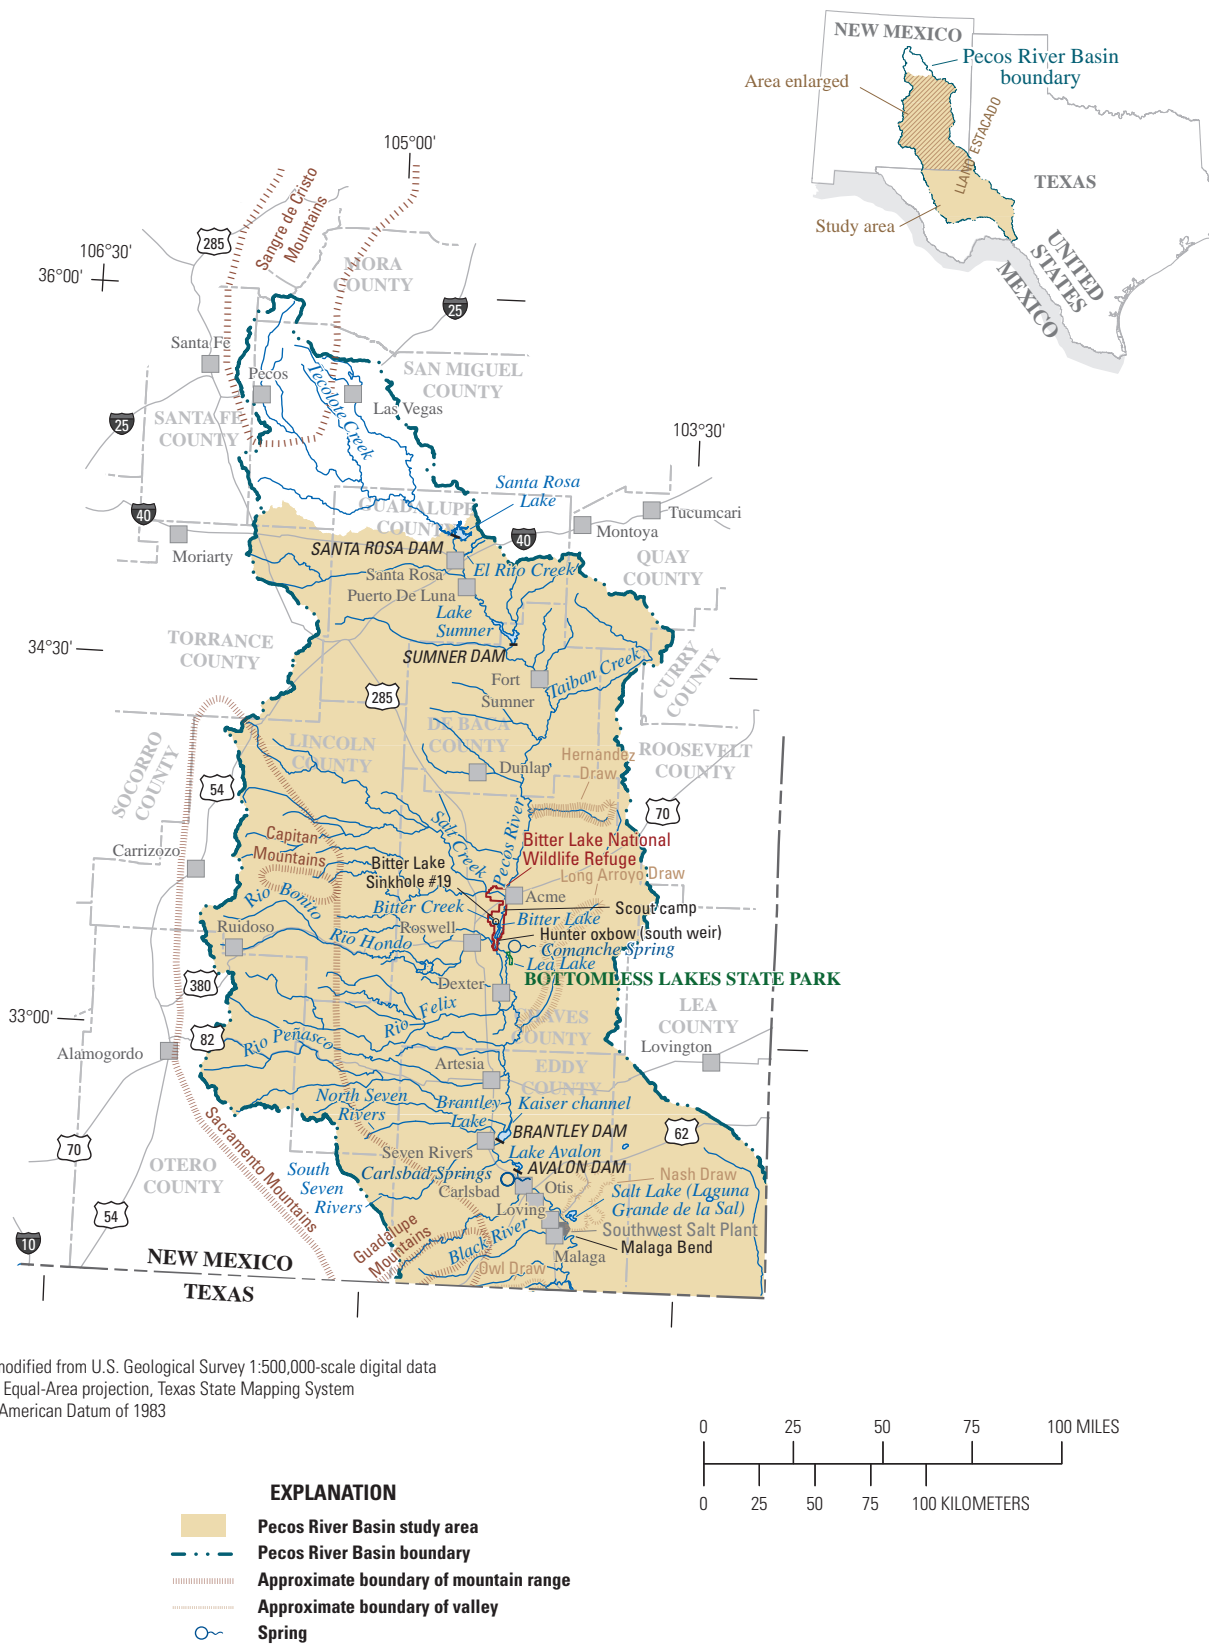 NEW MEXICO
Pecos River Basin
boundary
Area enlarged
LLANO ESTACADO
TEXAS
Study area
UNITED
STATES
MEXICO
105°00'
106°30'
36°00'
285
Sangre de Cristo
Mountains
MORA
COUNTY
25
Santa Fe
Pecos
Tecolote Creek
SAN MIGUEL
COUNTY
Las Vegas
25
SANTA FE
COUNTY
103°30'
Santa Rosa
Lake
GUADALUPE
COUNTY
40
Tucumcari
Montoya
40
Moriarty
SANTA ROSA DAM
QUAY
COUNTY
Santa Rosa
El Rito Creek
Puerto De Luna
Lake
Sumner
34°30'
TORRANCE
COUNTY
SUMNER DAM
Fort
Sumner
Taiban Creek
CURRY
COUNTY
285
DE BACA
COUNTY
LINCOLN
COUNTY
SOCORRO
COUNTY
Hernandez
Draw
ROOSEVELT
COUNTY
Dunlap
54
70
Salt Creek
Pecos River
Capitan
Mountains
Carrizozo
Bitter Lake National
Wildlife Refuge
Bitter Lake
Sinkhole #19
Long Arroyo Draw
Acme
Rio Bonito
Bitter Creek
Scout camp
Bitter Lake
Ruidoso
Rio Hondo
Roswell
Hunter oxbow (south weir)
Comanche Spring
Lea Lake
BOTTOMLESS LAKES STATE PARK
380
Dexter
Rio Felix
CHAVES
COUNTY
LEA
COUNTY
33°00'
82
Rio Peñasco
Lovington
Alamogordo
Artesia
EDDY
COUNTY
North Seven
Rivers
Brantley
Lake
Kaiser channel
Sacramento Mountains
BRANTLEY DAM
62
70
Seven Rivers
Lake Avalon
OTERO
COUNTY
South
Seven
Rivers
Carlsbad Springs
AVALON DAM
Nash Draw
Carlsbad
Otis
Salt Lake (Laguna
Grande de la Sal)
54
Loving
Guadalupe
Mountains
Black River
Southwest Salt Plant
Malaga Bend
10
NEW MEXICO
Malaga
Owl Draw
TEXAS
modified from U.S. Geological Survey 1:500,000-scale digital data
Equal-Area projection, Texas State Mapping System
American Datum of 1983
0 25 50 75 100 MILES
0 25 50 75 100 KILOMETERS
EXPLANATION
Pecos River Basin study area
Pecos River Basin boundary
Approximate boundary of mountain range
Approximate boundary of valley
Spring